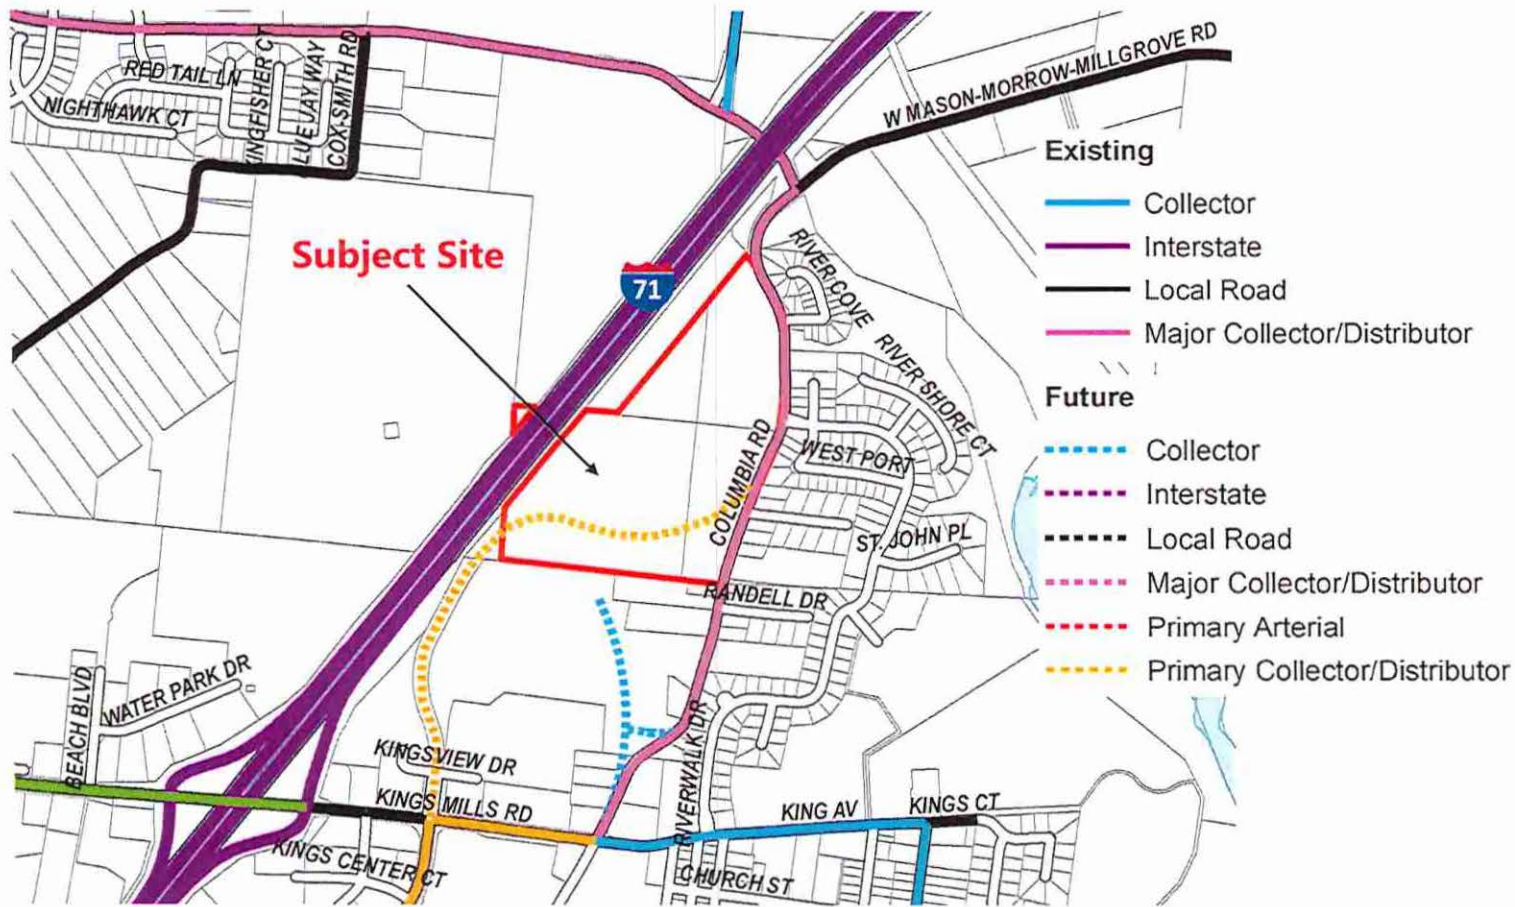 RED TAIL LN
NIGHTHAWK CT
KINGFISHER CT
LUE JAY WAY
COX-SMITH RD
W MASON-MORROW-MILLGROVE RD
Subject Site
71
RIVER COVE
RIVER SHORE CT
WEST PORT
COLUMBIA RD
ST. JOHN PL
RANDELL DR
BEACH BLVD
WATER PARK DR
KINGSVIEW DR
KINGS MILLS RD
KINGS CENTER CT
RIVERWALK DR
KING AV
KINGS CT
CHURCH ST
Existing
Collector
Interstate
Local Road
Major Collector/Distributor
Future
Collector
Interstate
Local Road
Major Collector/Distributor
Primary Arterial
Primary Collector/Distributor